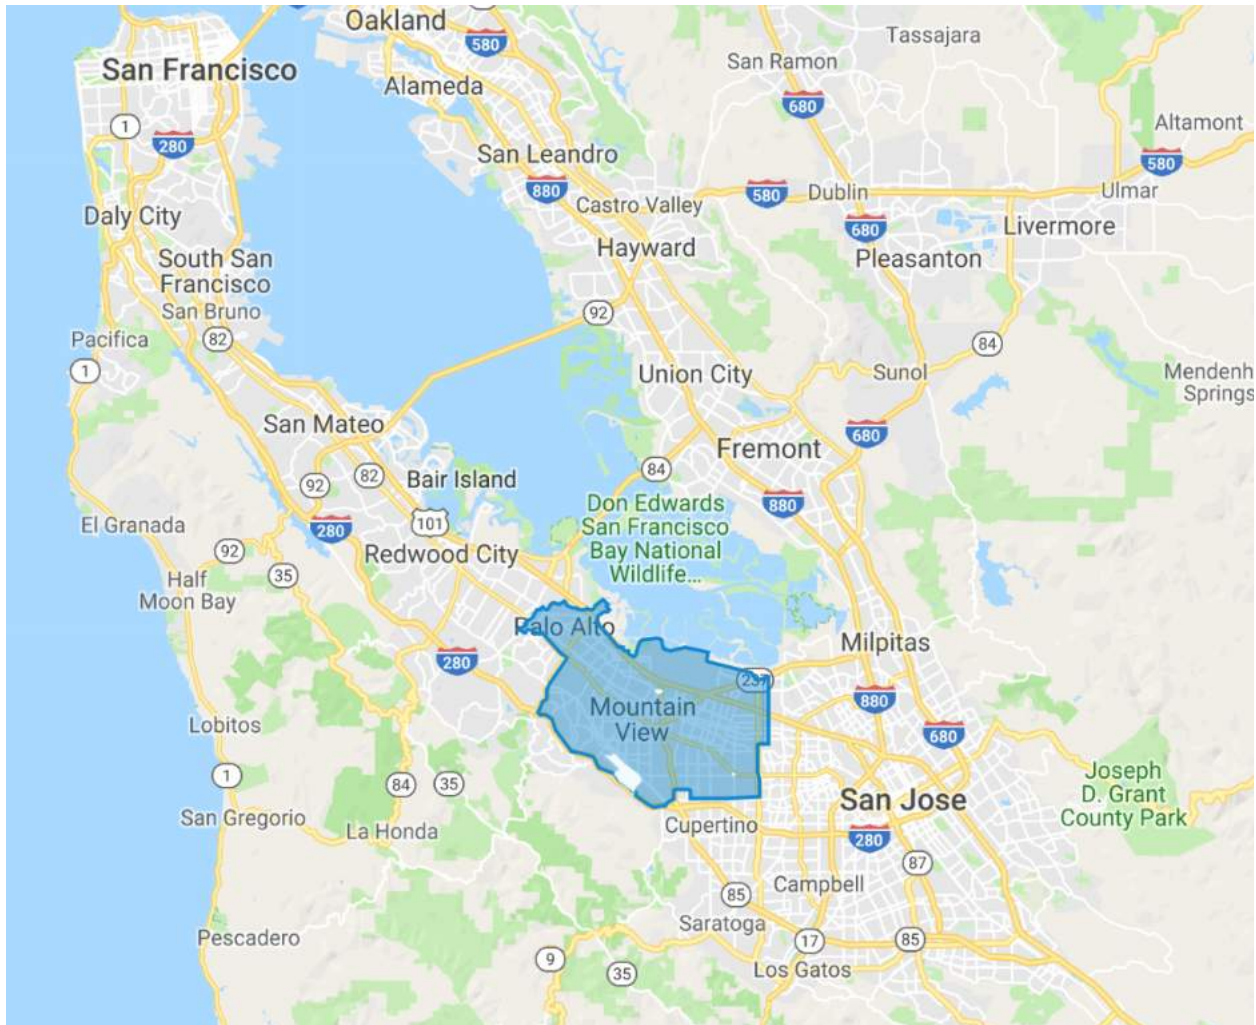 Oakland
580
Tassajara
San Ramon
San Francisco
Alameda
680
1
280
Altamont
San Leandro
580
880
580
Dublin
Ulmar
Castro Valley
Daly City
680
Livermore
Hayward
South San
Francisco
Pleasanton
San Bruno
92
82
Pacifica
84
1
Union City
Sunol
Mendenh
Springs
San Mateo
680
Fremont
84
82
Bair Island
92
880
Don Edwards
San Francisco
Bay National
Wildlife...
101
El Granada
280
92
Redwood City
35
Half
Moon Bay
Palo Alto
Milpitas
280
237
880
Mountain
View
Lobitos
680
1
84
35
Joseph
D. Grant
County Park
San Jose
San Gregorio
La Honda
Cupertino
280
87
Campbell
85
Saratoga
Pescadero
17
85
9
35
Los Gatos